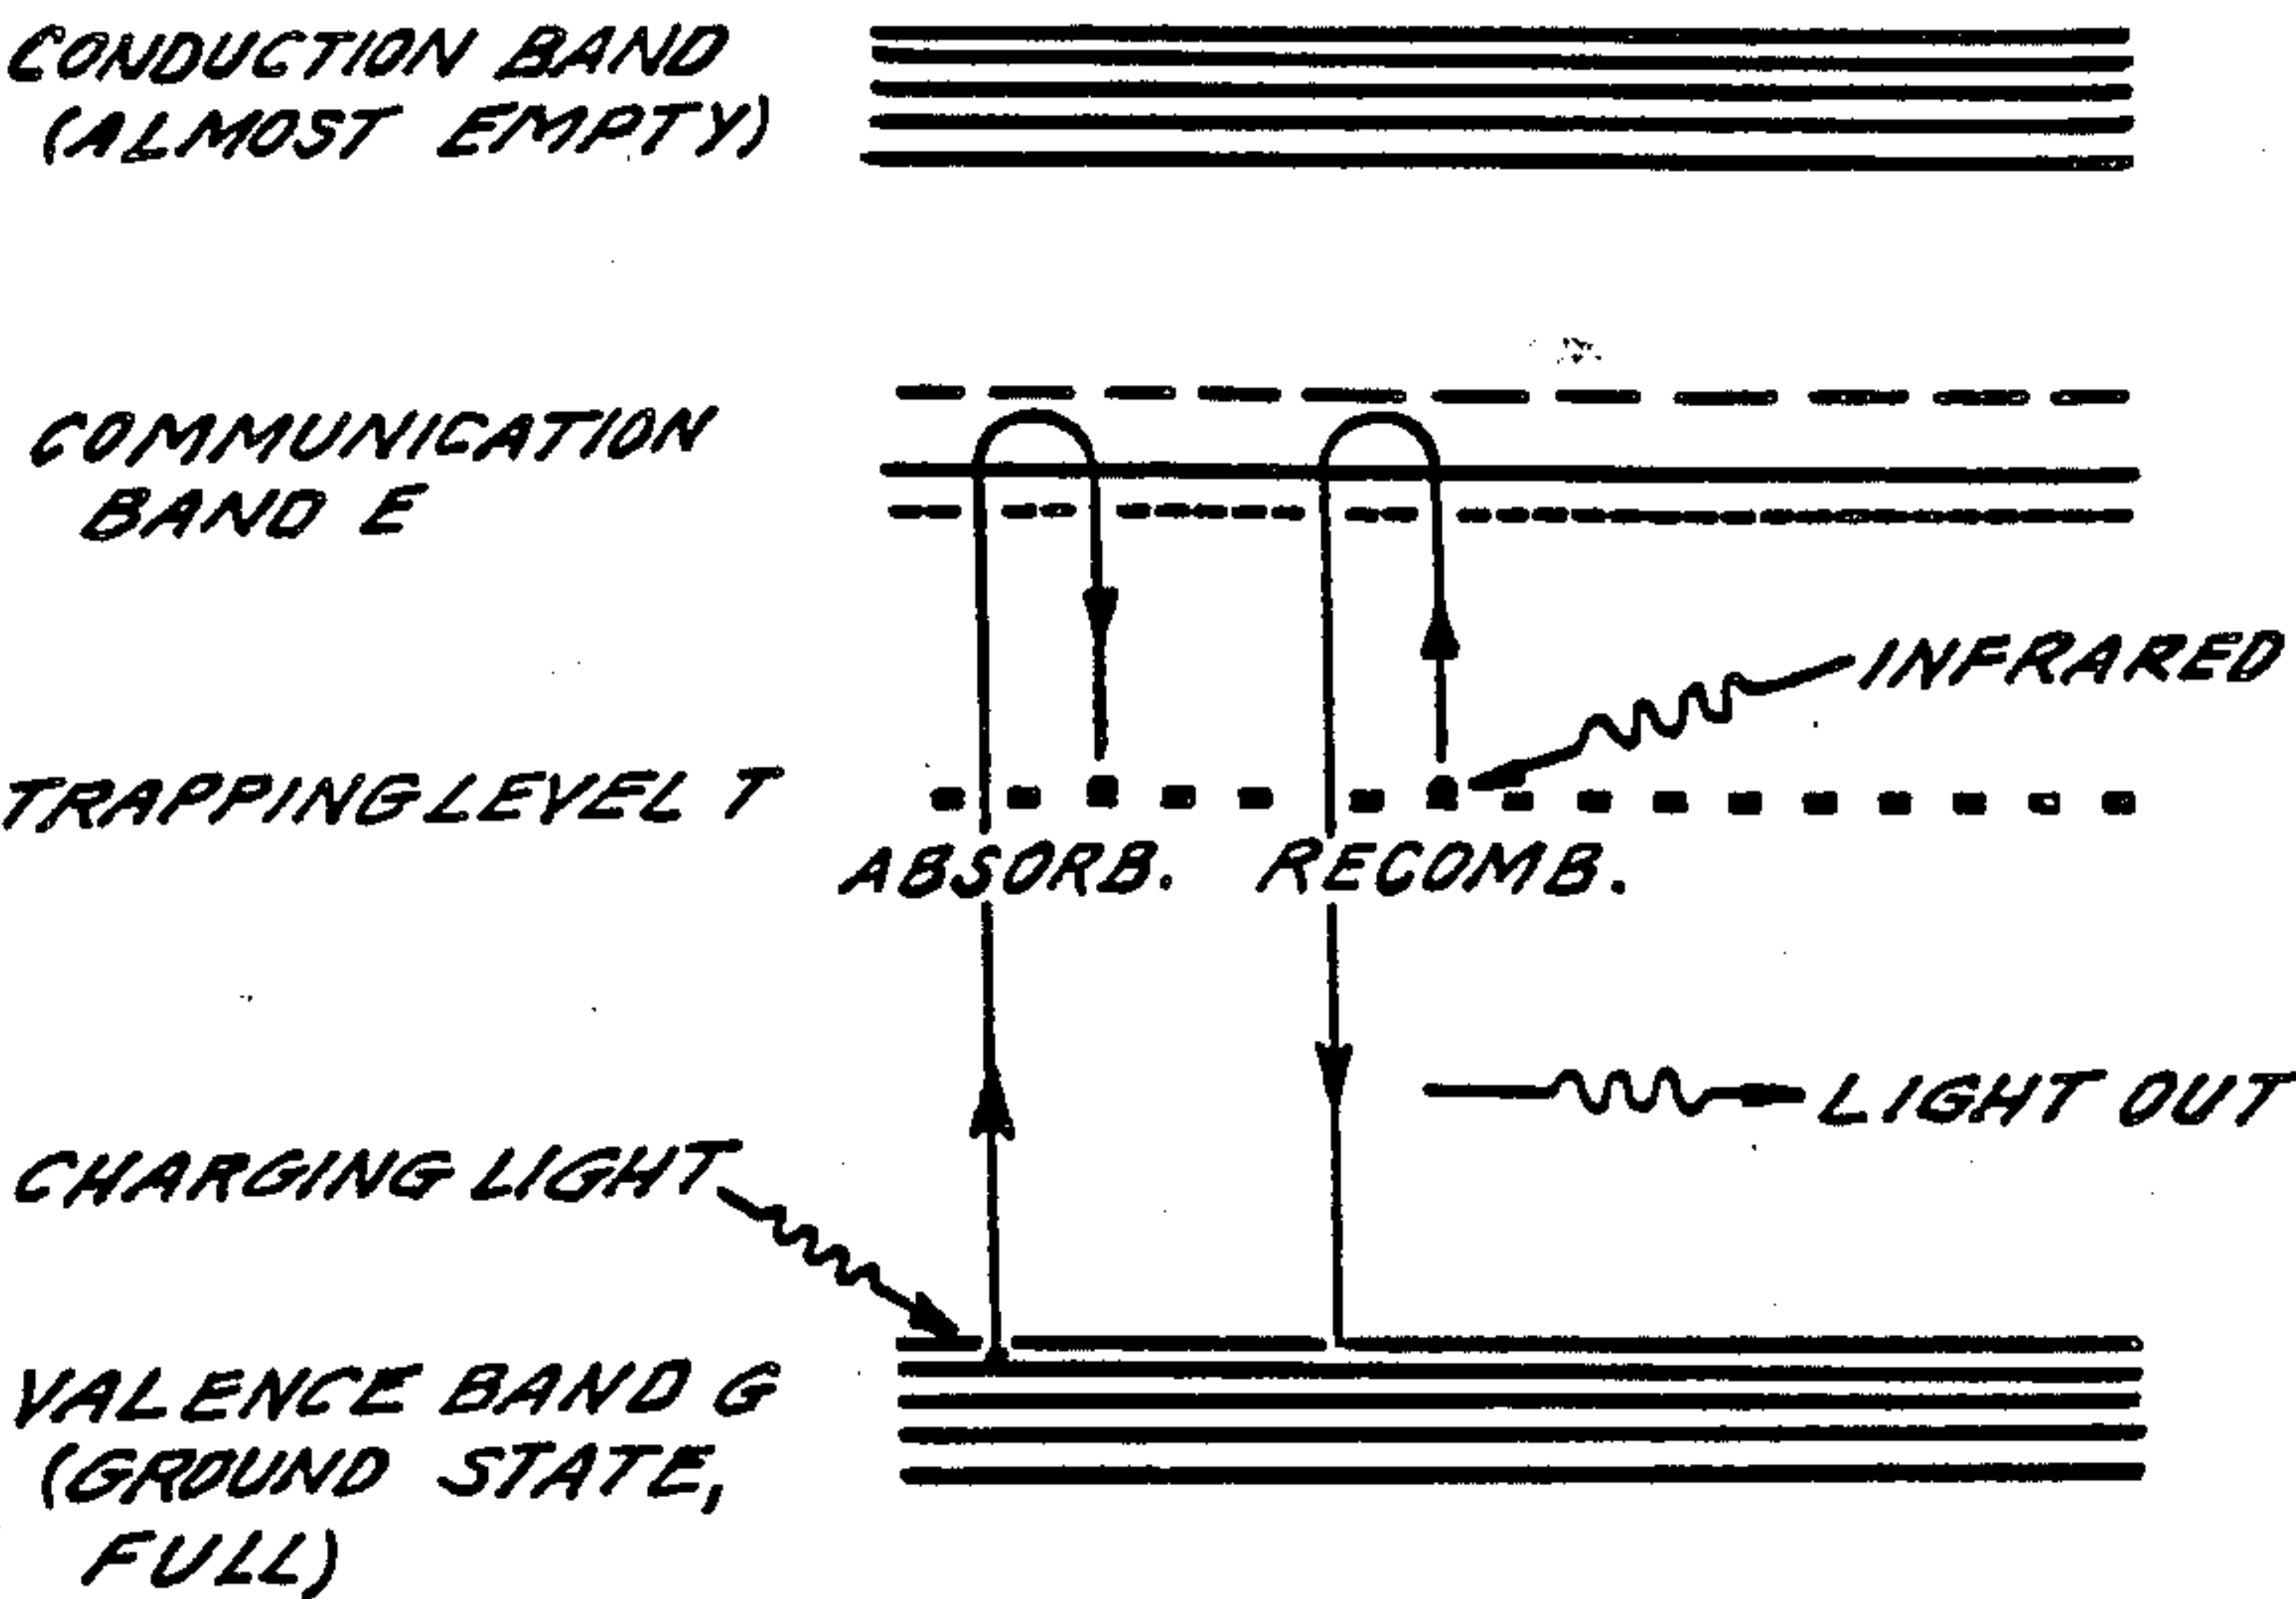 CONDUCTION BAND
(ALMOST EMPTY)
COMMUNICATION
BAND E
INFRARED
TRAPPING LEVEL T
ABSORB. RECOMB.
LIGHT OUT
CHARGING LIGHT
VALENCE BAND G
(GROUND STATE,
FULL)